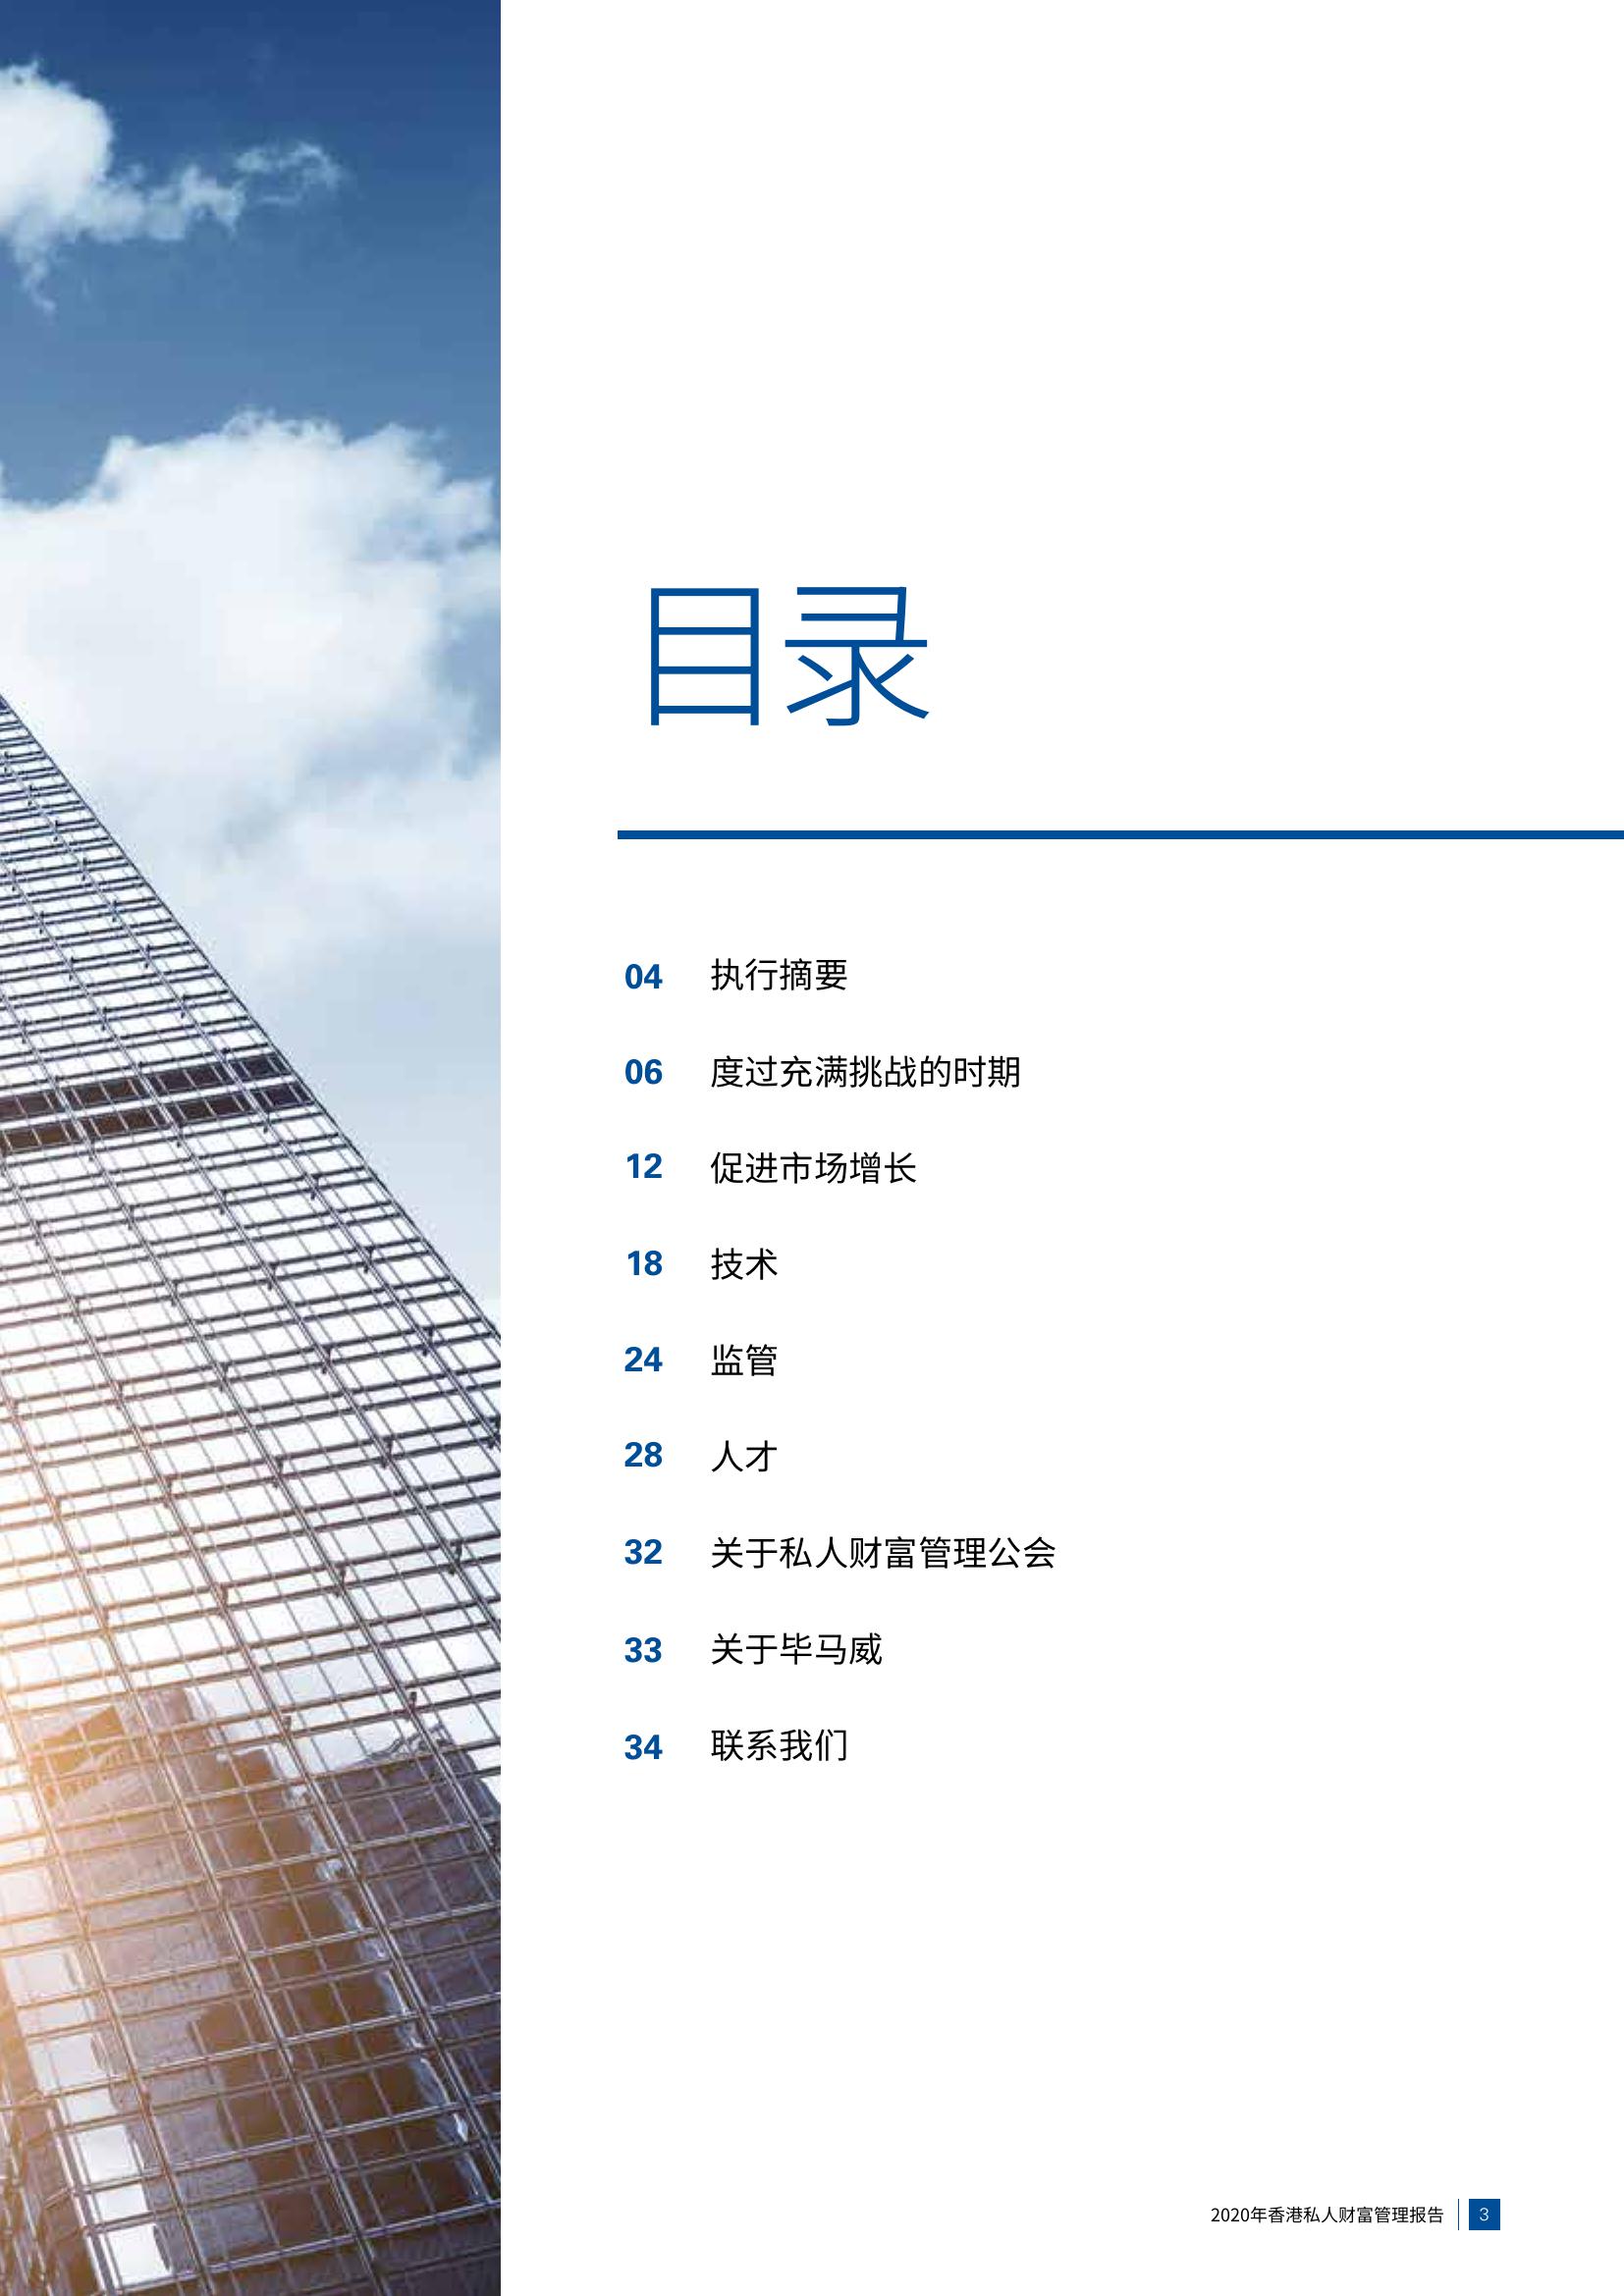 目录
04 执行摘要
06 度过充满挑战的时期
12 促进市场增长
18 技术
24 监管
28 人才
32 关于私人财富管理公会
33 关于毕马威
34 联系我们
2020年香港私人财富管理报告 3